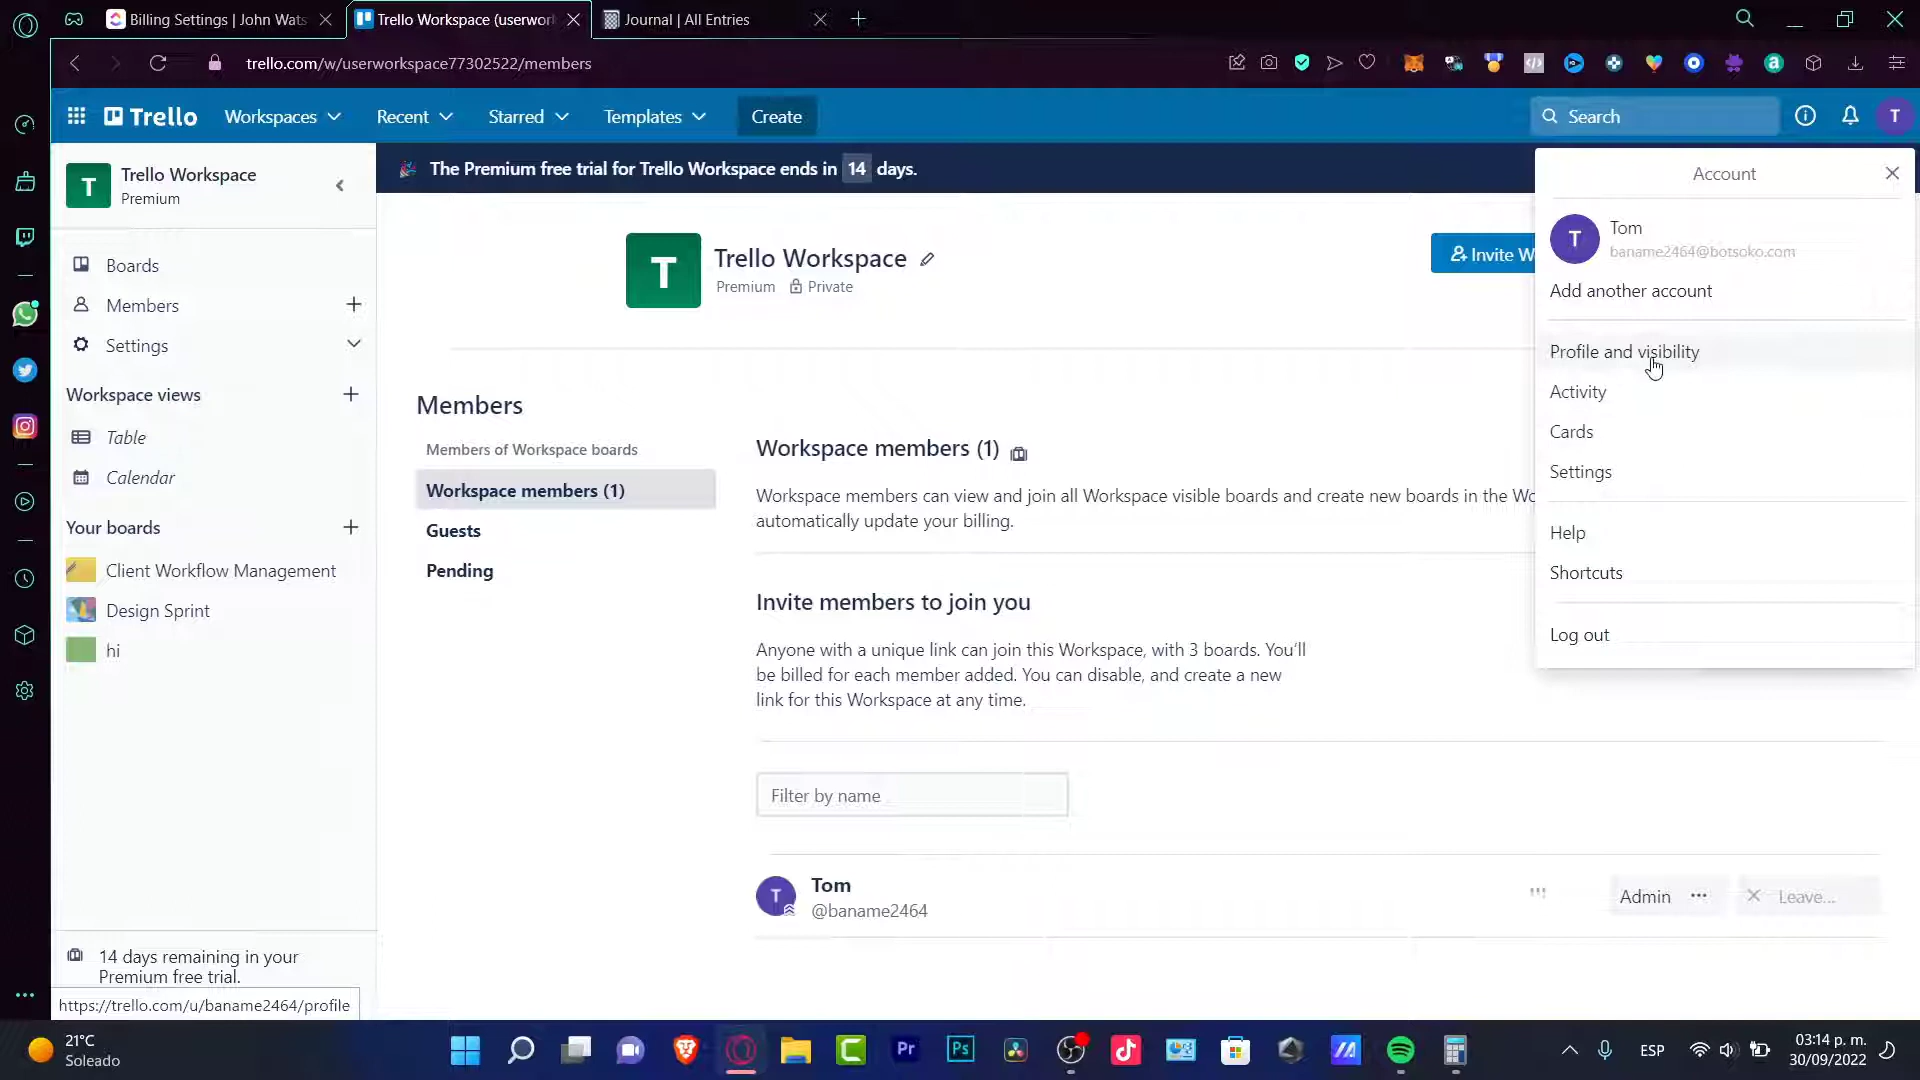 Billing Settings | John Wats
Trello Workspace (userwor
Journal | All Entries
trello.com/w/userworkspace77302522/members
Trello
Workspaces
Recent
Starred
Templates
Create
Search
T
T
Trello Workspace
Premium
The Premium free trial for Trello Workspace ends in 14 days.
Boards
Members
Settings
Workspace views
Table
Calendar
Your boards
Client Workflow Management
Design Sprint
hi
14 days remaining in your
Premium free trial.
https://trello.com/u/baname2464/profile
T
Trello Workspace
Premium
Private
Invite W
Members
Members of Workspace boards
Workspace members (1)
Guests
Pending
Workspace members (1)
Workspace members can view and join all Workspace visible boards and create new boards in the Wo
automatically update your billing.
Invite members to join you
Anyone with a unique link can join this Workspace, with 3 boards. You’ll
be billed for each member added. You can disable, and create a new
link for this Workspace at any time.
Filter by name
T
Tom
@baname2464
Admin
Leave...
Account
T
Tom
baname2464@botsoko.com
Add another account
Profile and visibility
Activity
Cards
Settings
Help
Shortcuts
Log out
21°C
Soleado
Pr
Ps
ESP
03:14 p. m.
30/09/2022